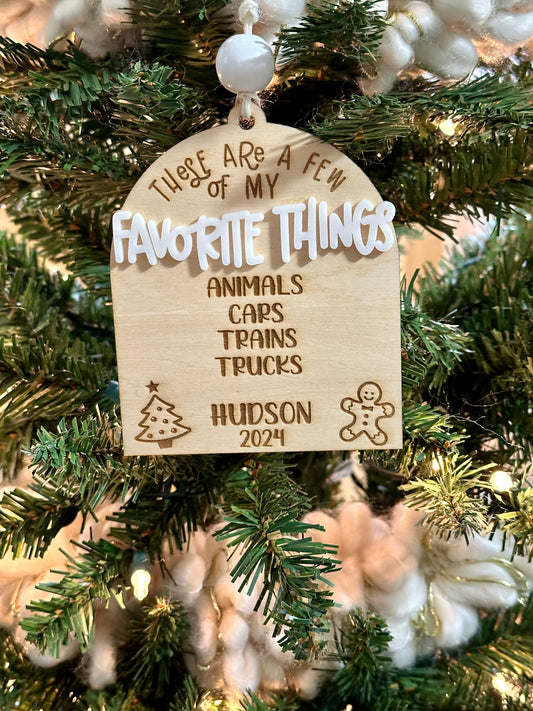 THESE ARE A FEW
OF MY
FAVORITE THINGS
ANIMALS
CARS
TRAINS
TRUCKS
HUDSON
2024